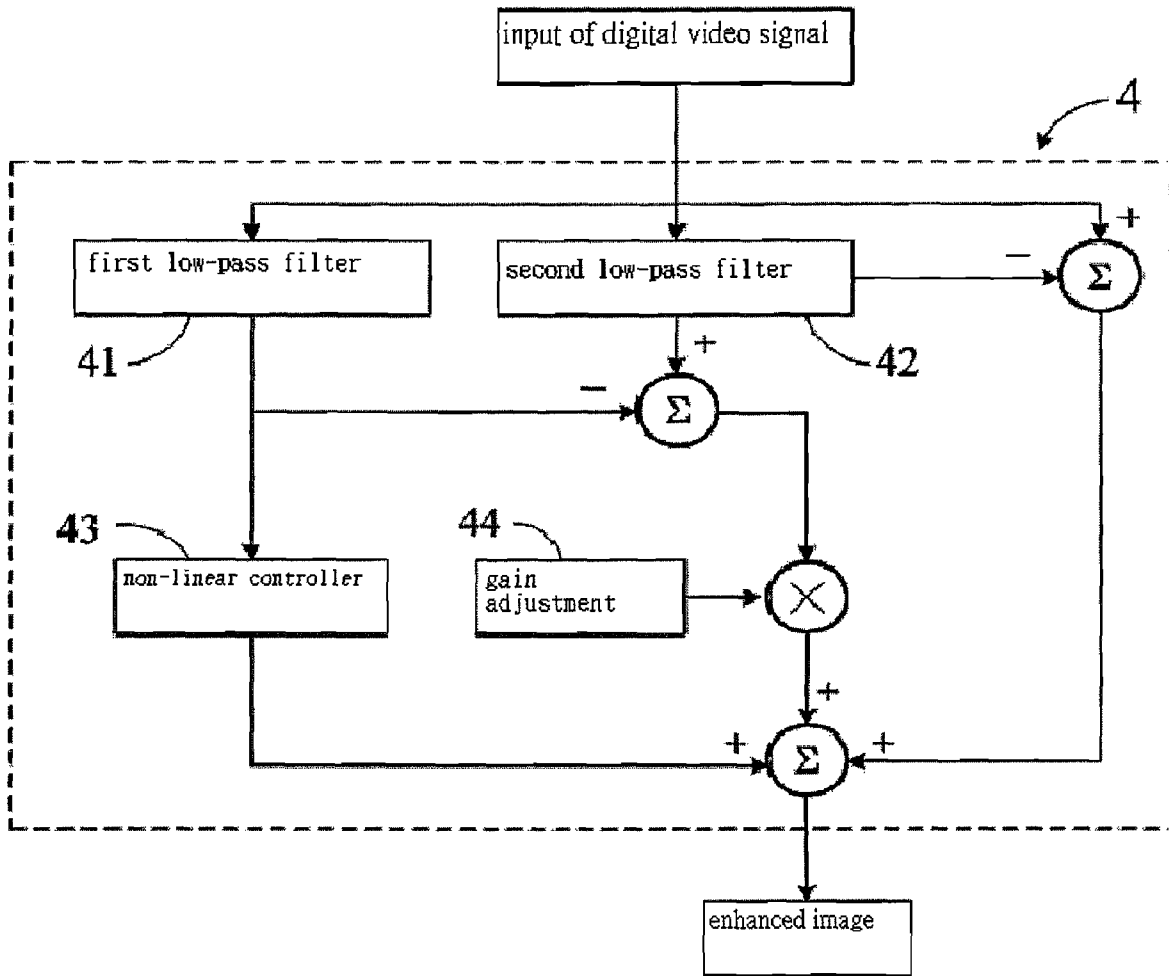 input of digital video signal
4
+
first low-pass filter
second low-pass filter
−
Σ
41
+
42
−
Σ
43
44
non-linear controller
gain
adjustment
×
+
+
Σ
+
enhanced image